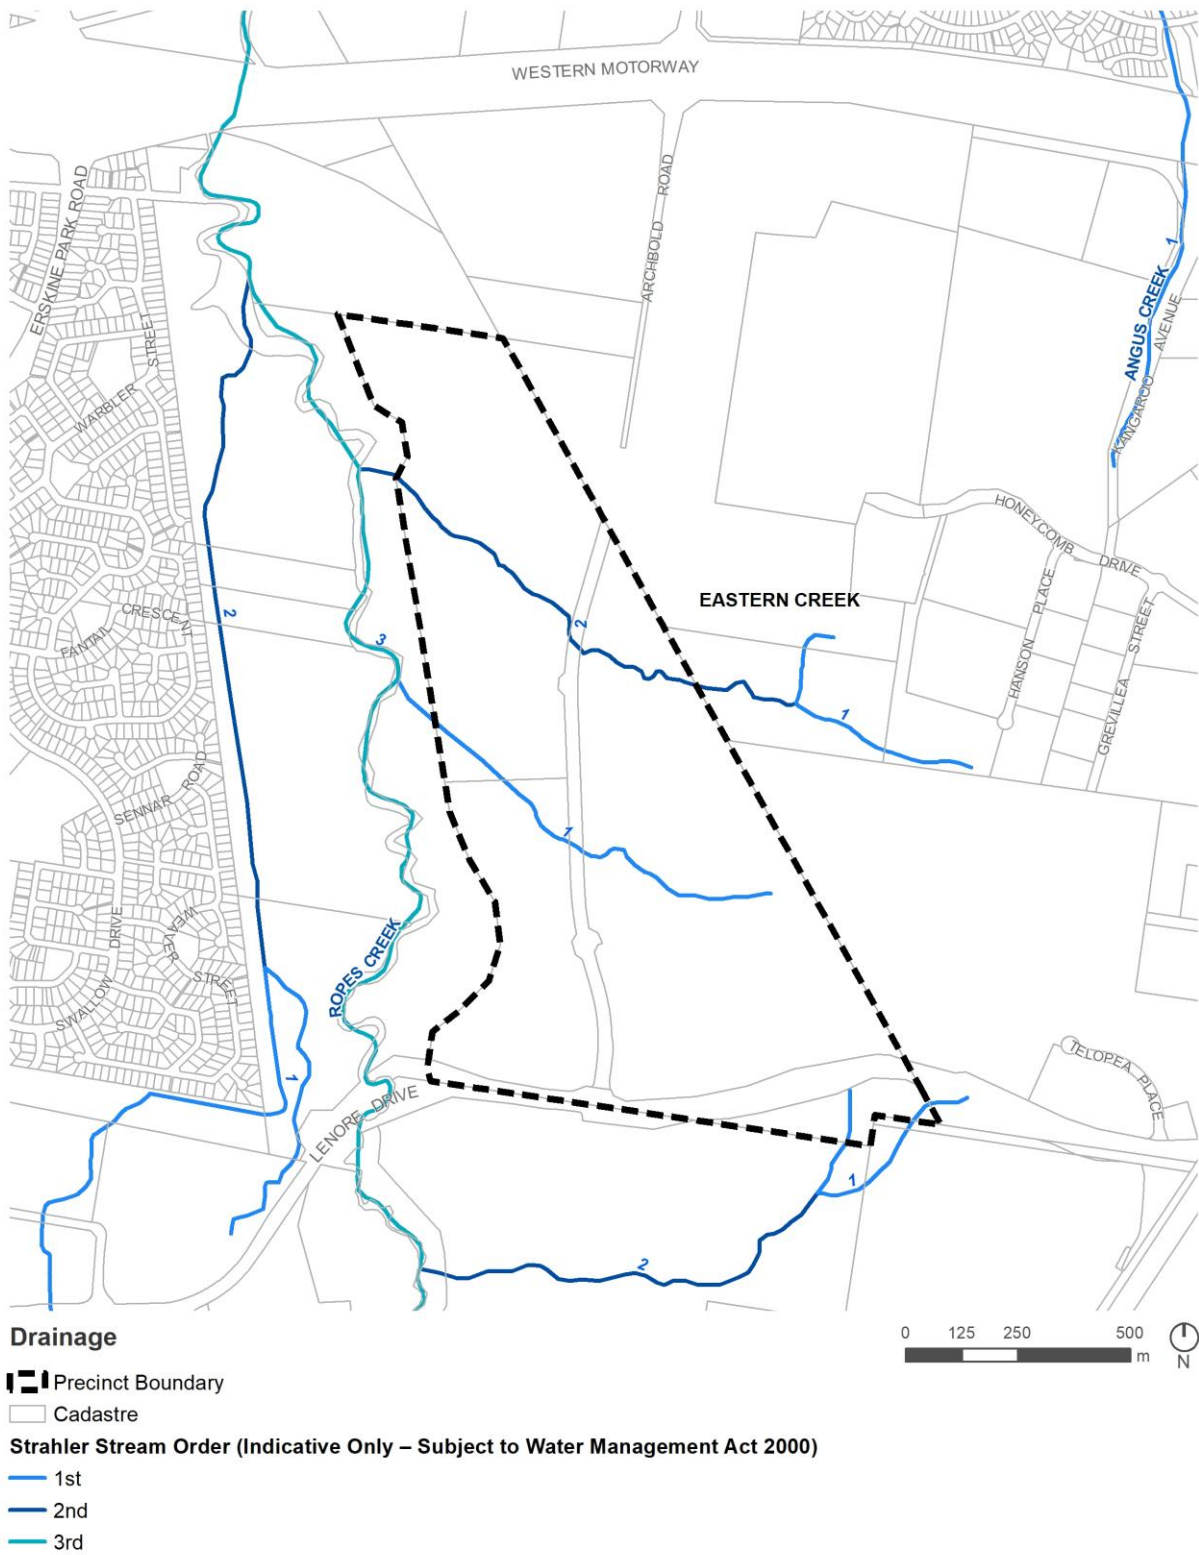 WESTERN MOTORWAY
ERSKINE PARK ROAD
ARCHBOLD ROAD
1
ANGUS CREEK
KANGAROO AVENUE
WARBLER STREET
HONEYCOMB DRIVE
EASTERN CREEK
HANSON PLACE
GREVILLEA STREET
2
FANTAIL CRESCENT
3
2
1
SENNAR ROAD
1
SWALLOW DRIVE
WEAVER STREET
ROPES CREEK
1
LENORE DRIVE
TELOPEA PLACE
1
2
Drainage
0 125 250 500
m
N
Precinct Boundary
Cadastre
Strahler Stream Order (Indicative Only – Subject to Water Management Act 2000)
1st
2nd
3rd